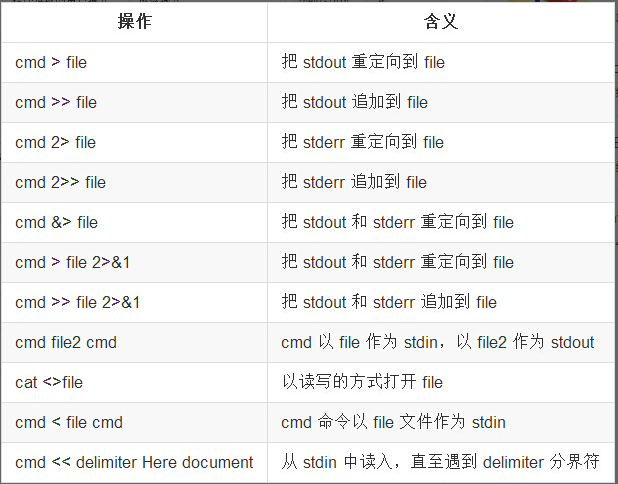 操作 含义
cmd > file 把 stdout 重定向到 file
cmd >> file 把 stdout 追加到 file
cmd 2> file 把 stderr 重定向到 file
cmd 2>> file 把 stderr 追加到 file
cmd &> file 把 stdout 和 stderr 重定向到 file
cmd > file 2>&1 把 stdout 和 stderr 重定向到 file
cmd >> file 2>&1 把 stdout 和 stderr 追加到 file
cmd file2 cmd cmd 以 file 作为 stdin，以 file2 作为 stdout
cat <>file 以读写的方式打开 file
cmd < file cmd cmd 命令以 file 文件作为 stdin
cmd << delimiter Here document 从 stdin 中读入，直至遇到 delimiter 分界符